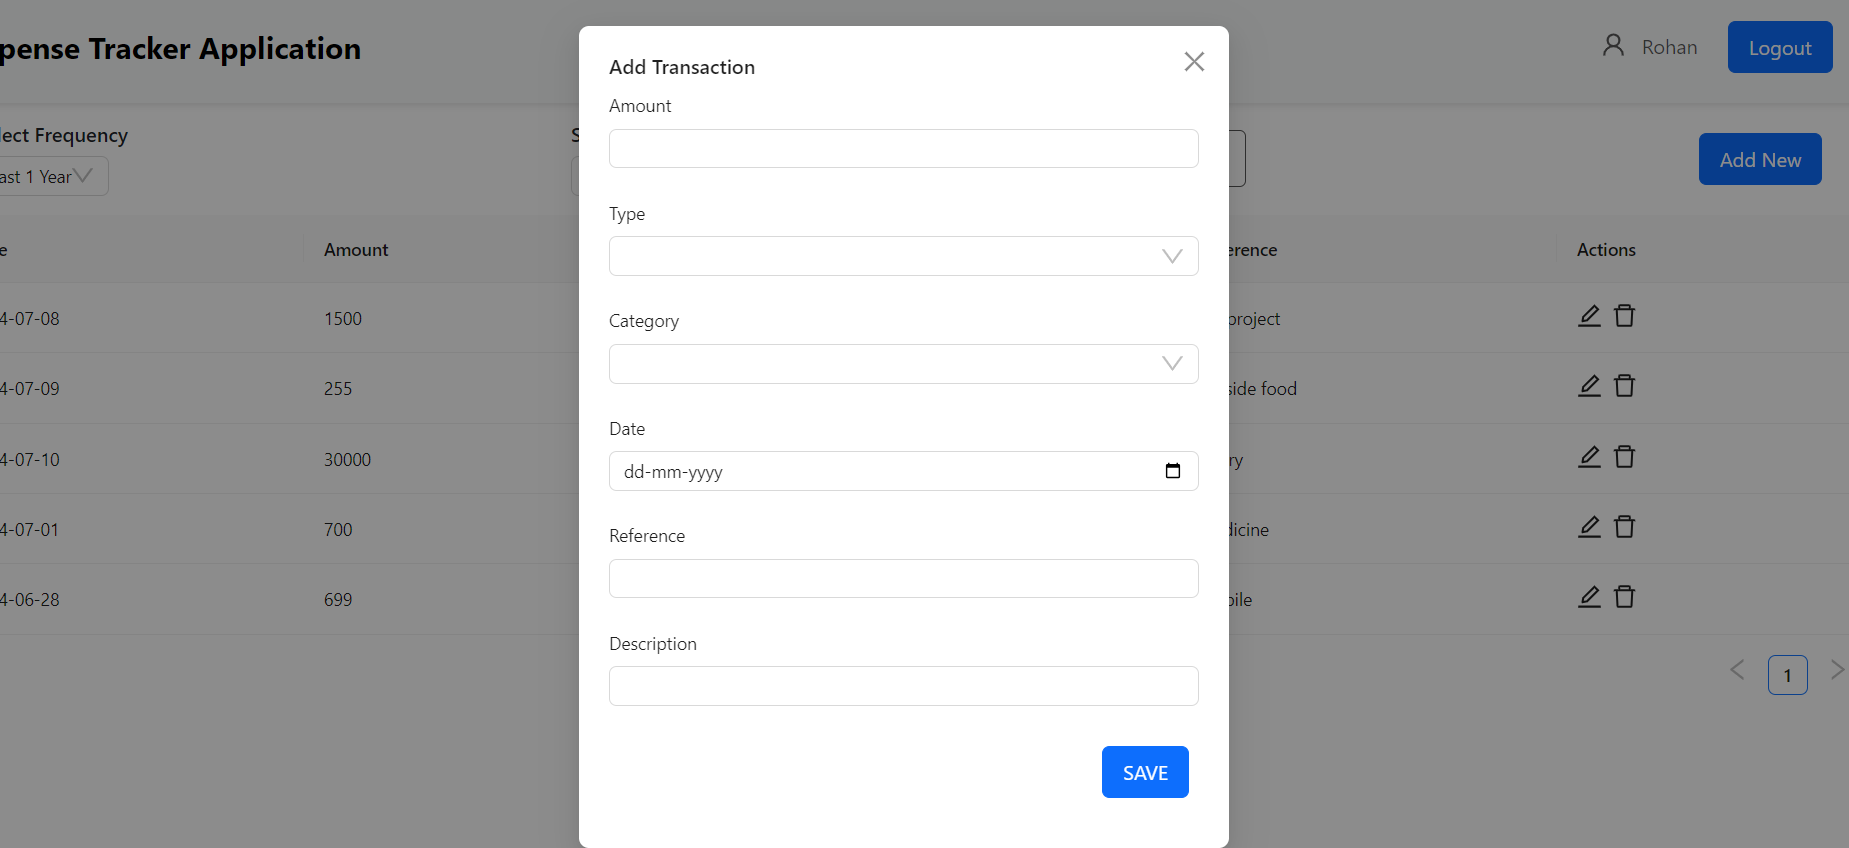 pense Tracker Application
Rohan
Logout
Add Transaction
Amount
Type
Category
Date
dd-mm-yyyy
Reference
Description
SAVE
lect Frequency
ast 1 Year
S
Add New
e Amount erence Actions
4-07-08 1500 project
4-07-09 255 side food
4-07-10 30000 ry
4-07-01 700 dicine
4-06-28 699 bile
1